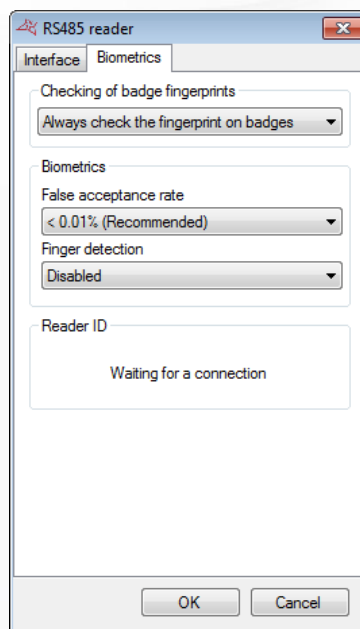 RS485 reader
Interface
Biometrics
Checking of badge fingerprints
Always check the fingerprint on badges
Biometrics
False acceptance rate
< 0.01% (Recommended)
Finger detection
Disabled
Reader ID
Waiting for a connection
OK
Cancel